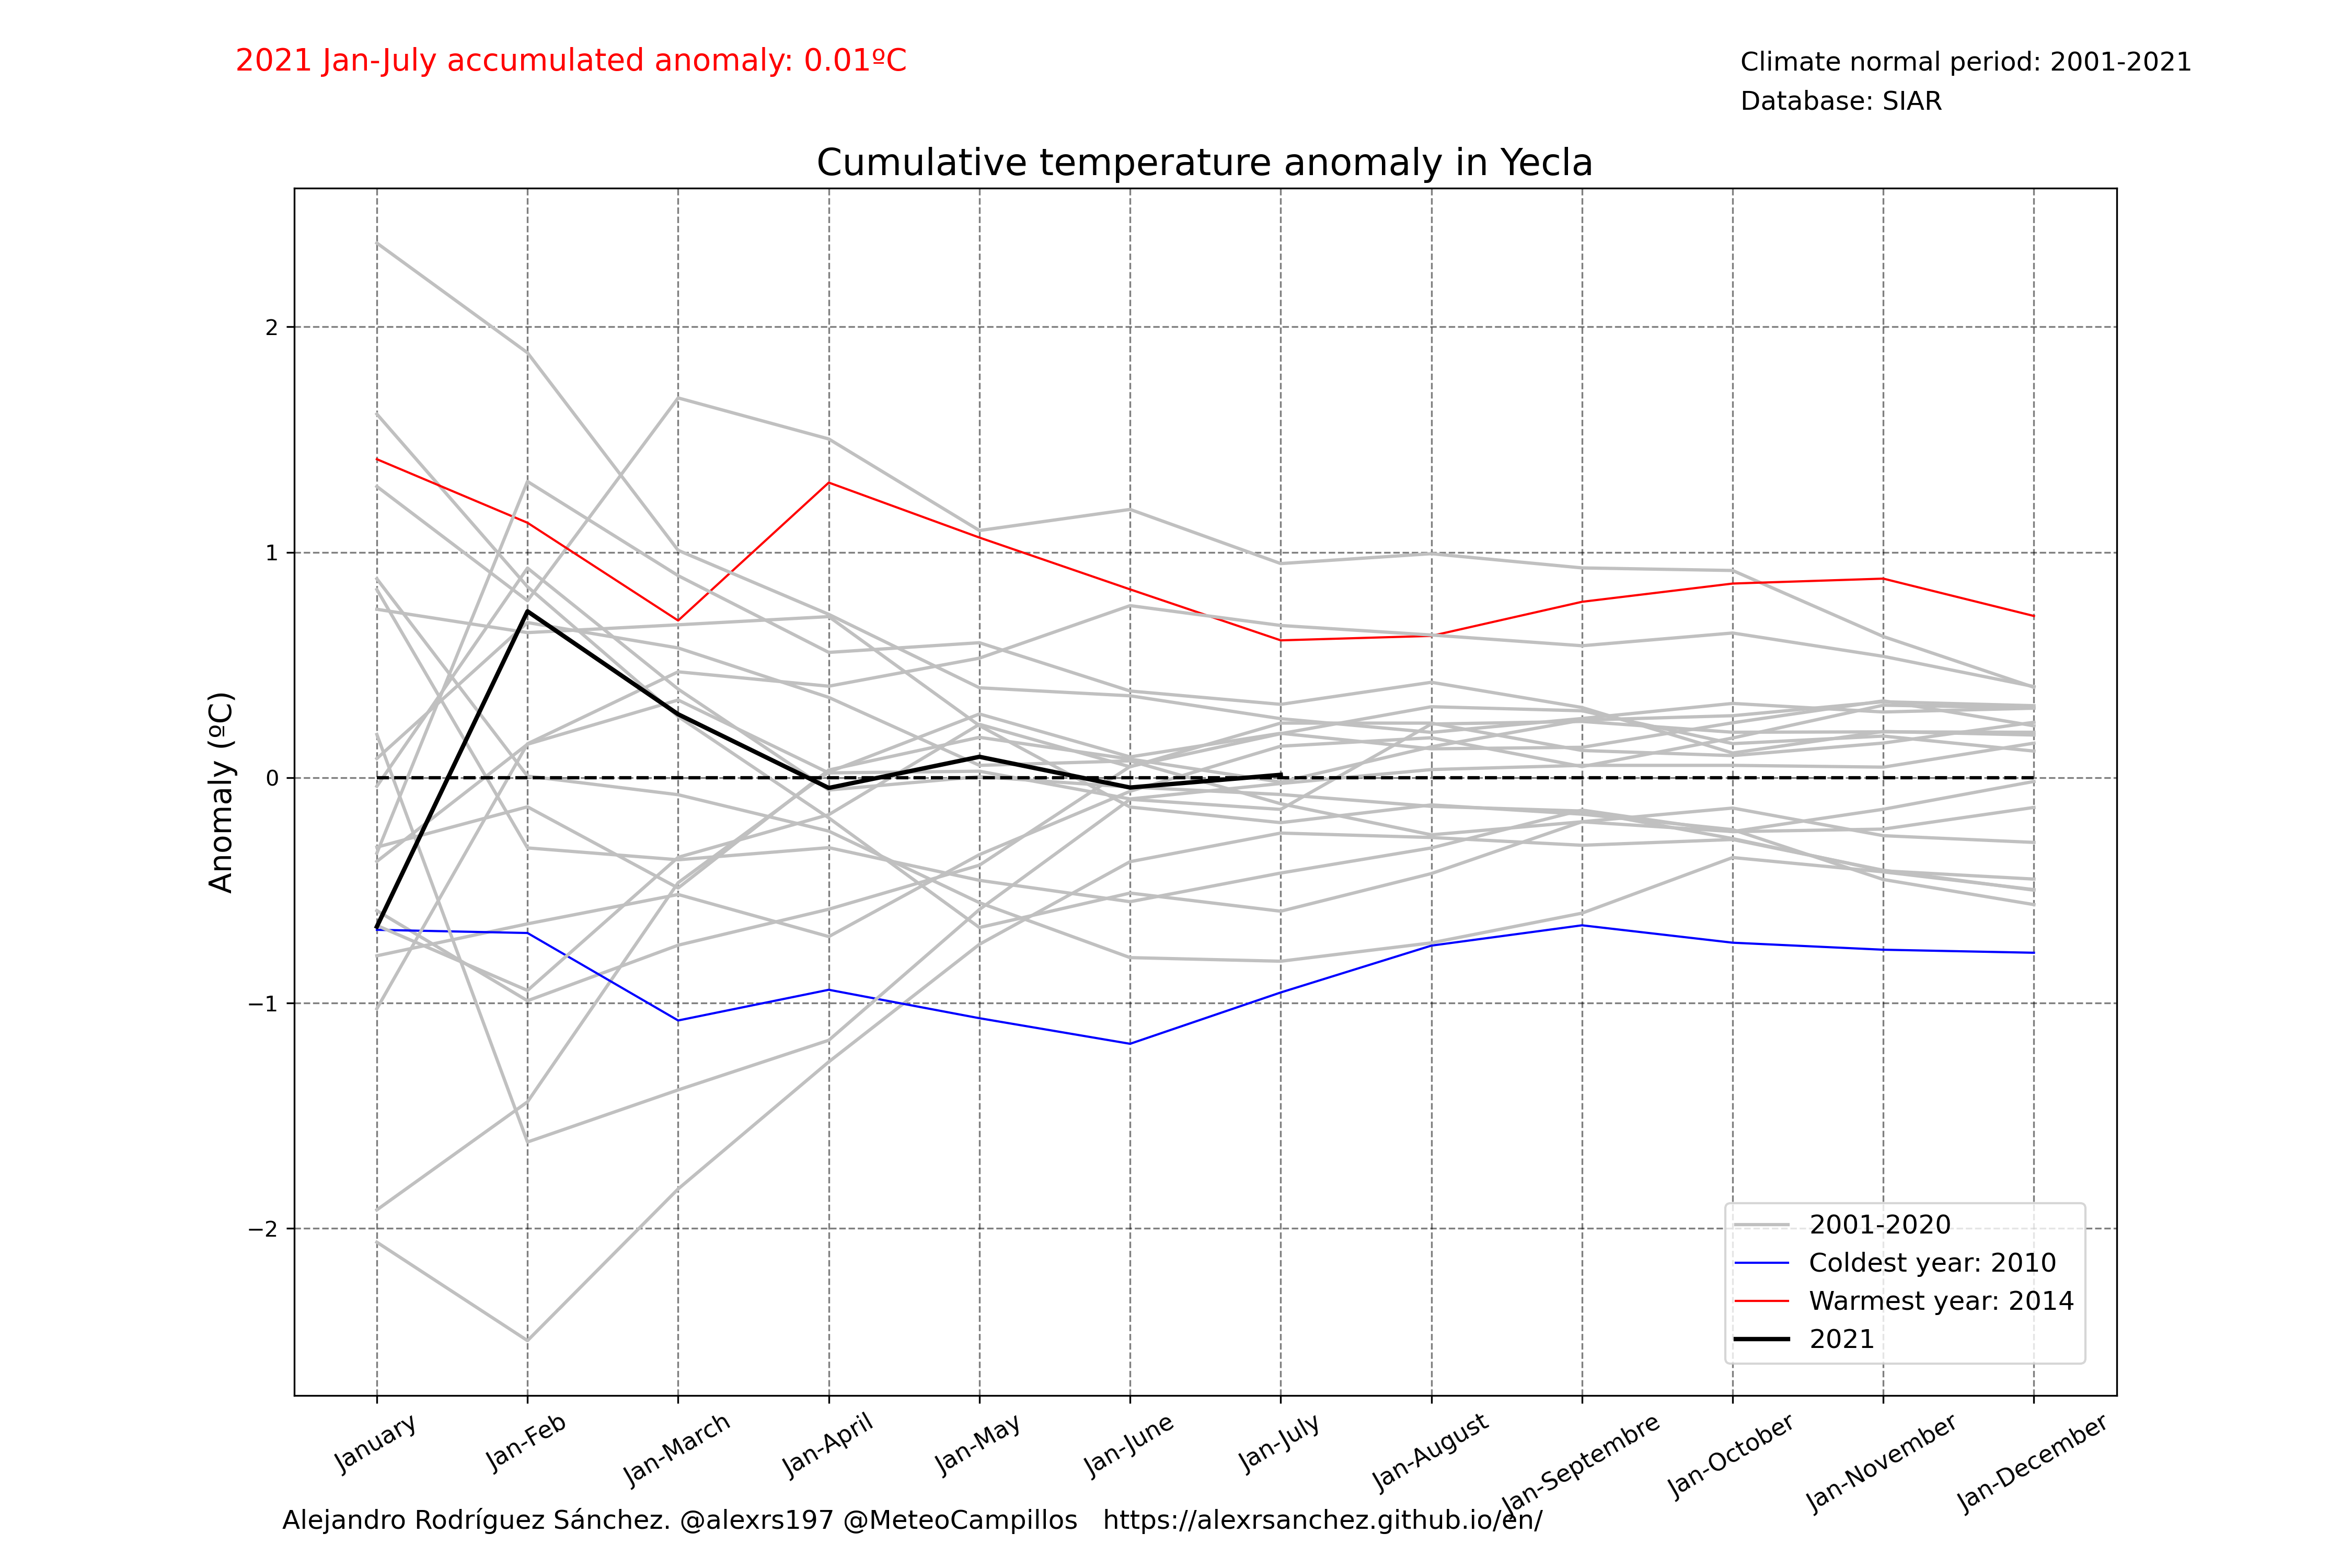 2021 Jan-July accumulated anomaly: 0.01ºC
Climate normal period: 2001-2021
Database: SIAR
Cumulative temperature anomaly in Yecla
Anomaly (ºC)
2
1
0
−1
−2
January
Jan-Feb
Jan-March
Jan-April
Jan-May
Jan-June
Jan-July
Jan-August
Jan-Septembre
Jan-October
Jan-November
Jan-December
2001-2020
Coldest year: 2010
Warmest year: 2014
2021
Alejandro Rodríguez Sánchez. @alexrs197 @MeteoCampillos https://alexrsanchez.github.io/en/